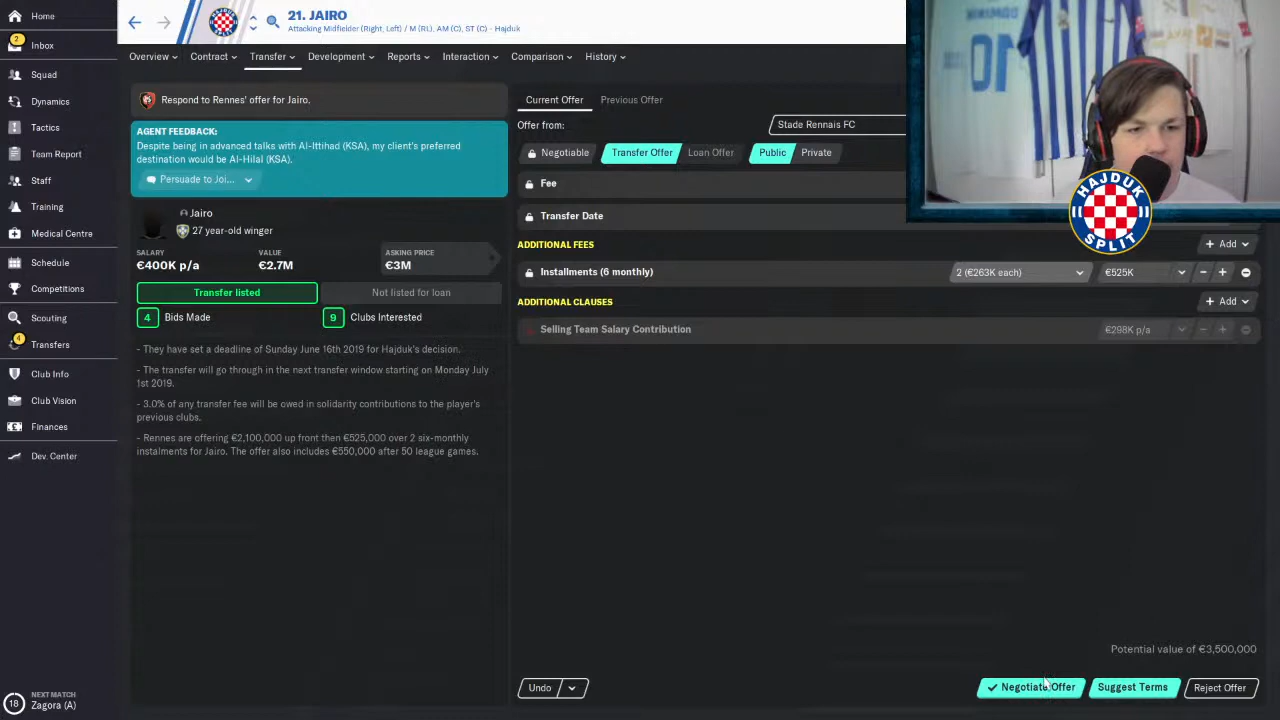 Home
2
Inbox
Squad
Dynamics
Tactics
Team Report
Staff
Training
Medical Centre
Schedule
Competitions
Scouting
4
Transfers
Club Info
Club Vision
Finances
Dev. Center
18
NEXT MATCH
Zagora (A)
21. JAIRO
Attacking Midfielder (Right, Left) / M (RL), AM (C), ST (C) - Hajduk
Overview
Contract
Transfer
Development
Reports
Interaction
Comparison
History
Respond to Rennes' offer for Jairo.
AGENT FEEDBACK:
Despite being in advanced talks with Al-Ittihad (KSA), my client's preferred
destination would be Al-Hilal (KSA).
Persuade to Joi...
Jairo
27 year-old winger
SALARY
€400K p/a
VALUE
€2.7M
ASKING PRICE
€3M
Transfer listed
Not listed for loan
4 Bids Made
9 Clubs Interested
- They have set a deadline of Sunday June 16th 2019 for Hajduk's decision.
- The transfer will go through in the next transfer window starting on Monday July
1st 2019.
- 3.0% of any transfer fee will be owed in solidarity contributions to the player's
previous clubs.
- Rennes are offering €2,100,000 up front then €525,000 over 2 six-monthly
instalments for Jairo. The offer also includes €550,000 after 50 league games.
Current Offer
Previous Offer
Offer from:
Stade Rennais FC
Negotiable
Transfer Offer
Loan Offer
Public
Private
Fee
Transfer Date
ADDITIONAL FEES
+ Add
Installments (6 monthly)
2 (€263K each)
€525K
ADDITIONAL CLAUSES
+ Add
Selling Team Salary Contribution
€298K p/a
Potential value of €3,500,000
Undo
Negotiate Offer
Suggest Terms
Reject Offer
10
HAJDUK
SPLIT